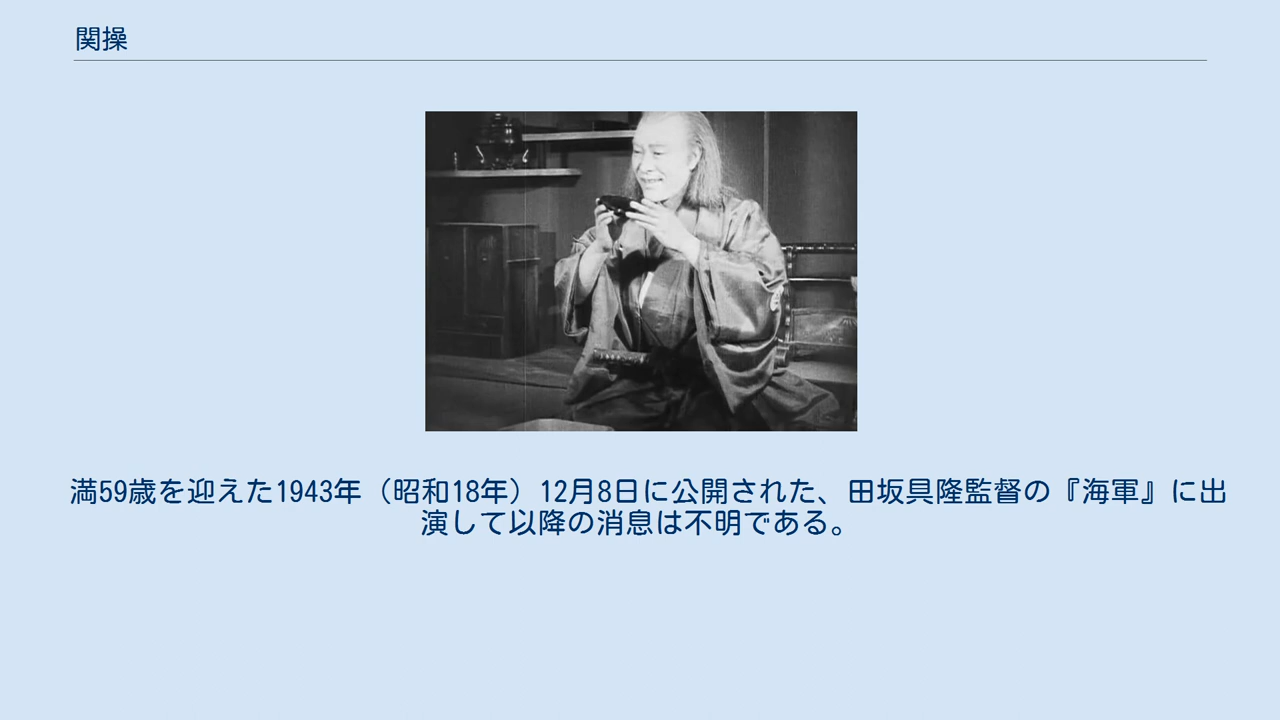 関操
満59歳を迎えた1943年（昭和18年）12月8日に公開された、田坂具隆監督の『海軍』に出
演して以降の消息は不明である。